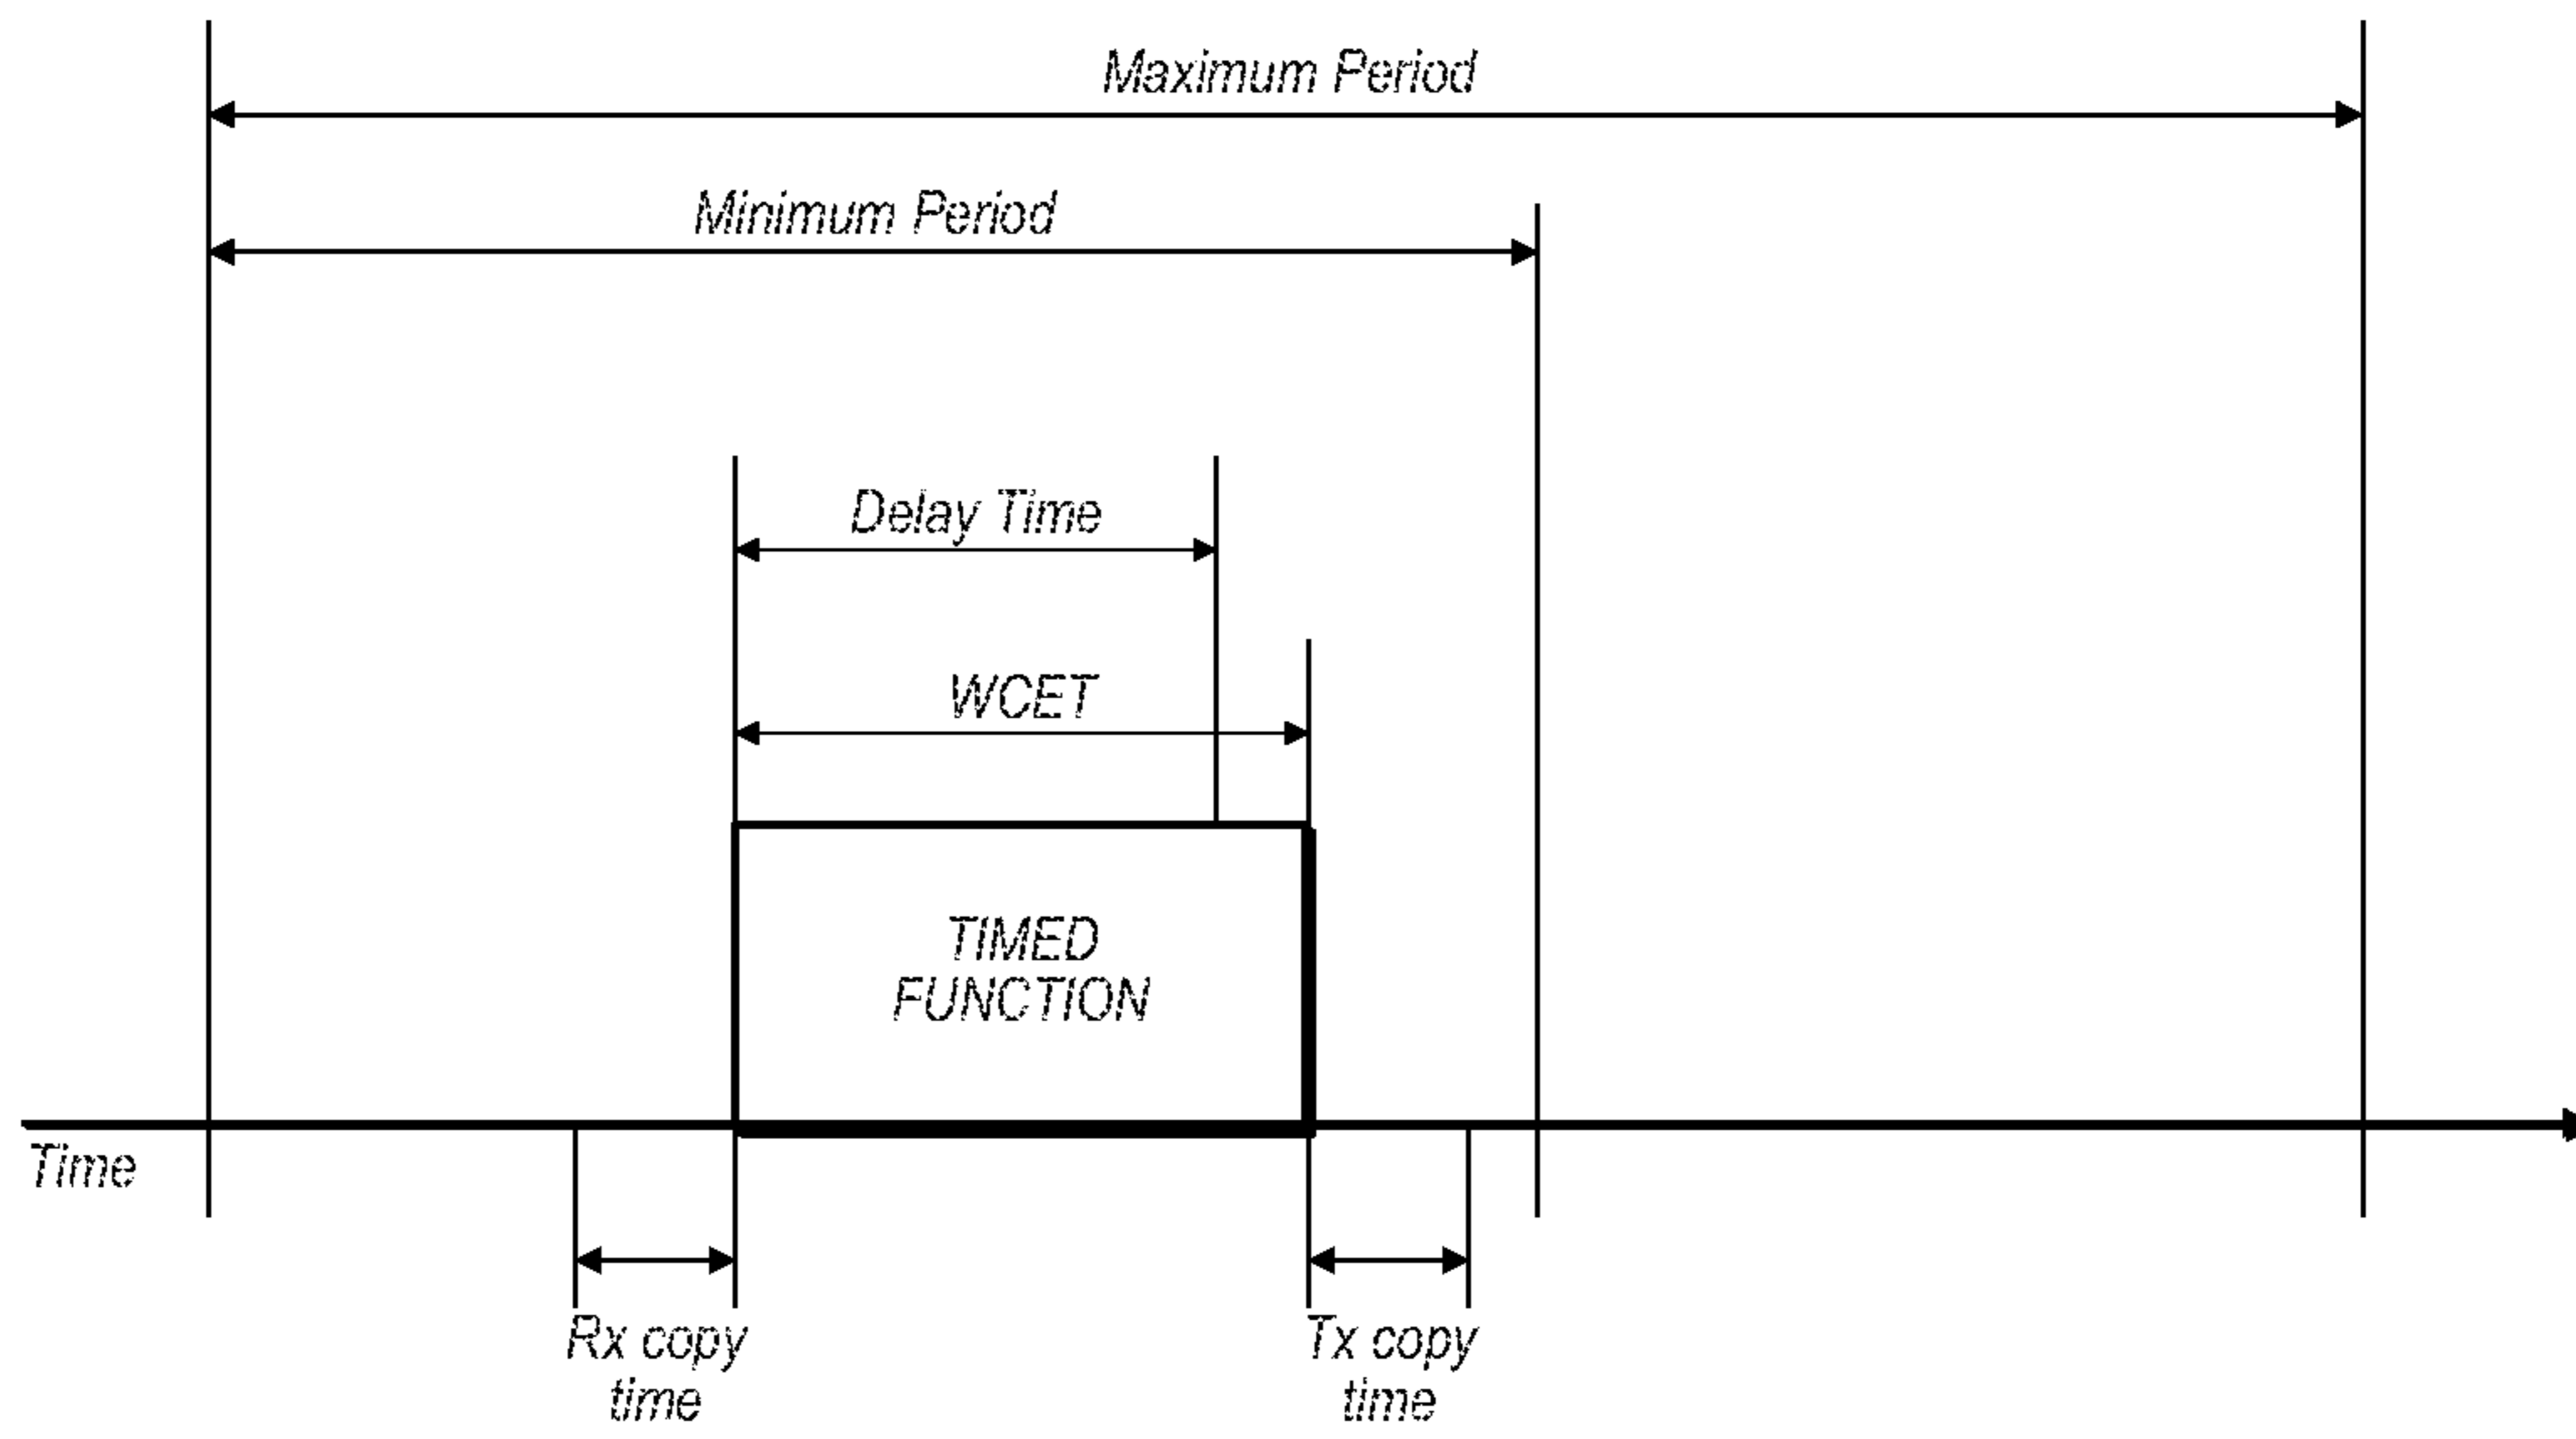 Maximum Period
Minimum Period
Delay Time
WCET
TIMED
FUNCTION
Time
Rx copy
time
Tx copy
time